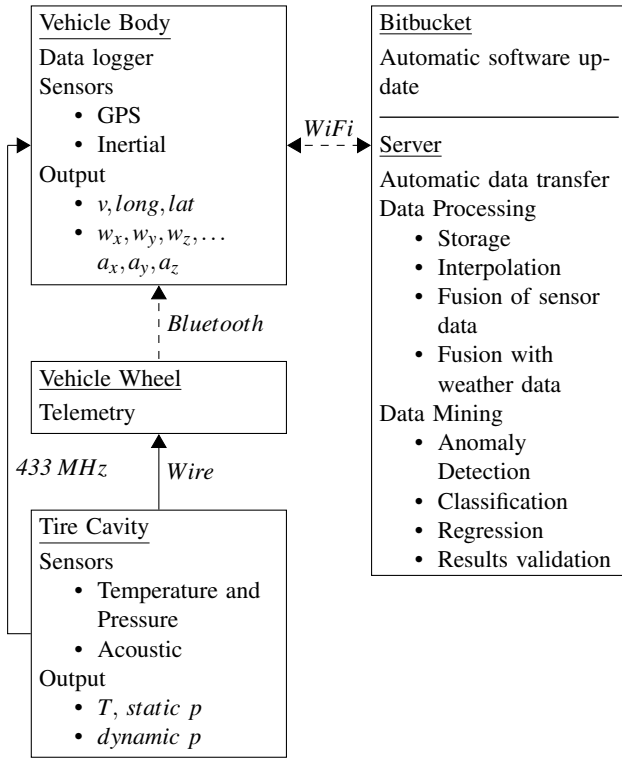 Vehicle Body
Data logger
Sensors
• GPS
• Inertial
Output
• v, long, lat
• w_x, w_y, w_z, …
a_x, a_y, a_z
WiFi
Bluetooth
Vehicle Wheel
Telemetry
433 MHz
Wire
Tire Cavity
Sensors
• Temperature and
Pressure
• Acoustic
Output
• T, static p
• dynamic p
Bitbucket
Automatic software up-
date
Server
Automatic data transfer
Data Processing
• Storage
• Interpolation
• Fusion of sensor
data
• Fusion with
weather data
Data Mining
• Anomaly
Detection
• Classification
• Regression
• Results validation